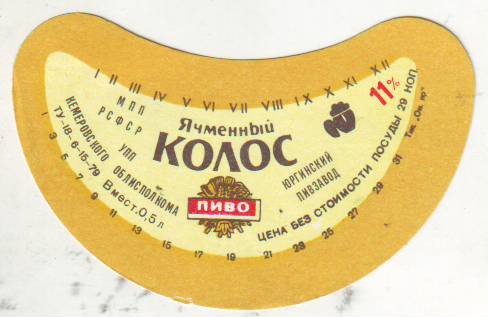 I II III IV V VI VII VIII IX X XI XII
МПП
РСФСР
УПП
КЕМЕРОВСКОГО ОБЛИСПОЛКОМА
ТУ-18-6-15-79
Вмест. 0,5 л
Ячменный
КОЛОС
ПИВО
ЮРГИНСКИЙ
ПИВЗАВОД
11%
ЦЕНА БЕЗ СТОИМОСТИ ПОСУДЫ 29 КОП
1 3 5 7 9 11 13 15 17 19 21 23 25 27 29 31